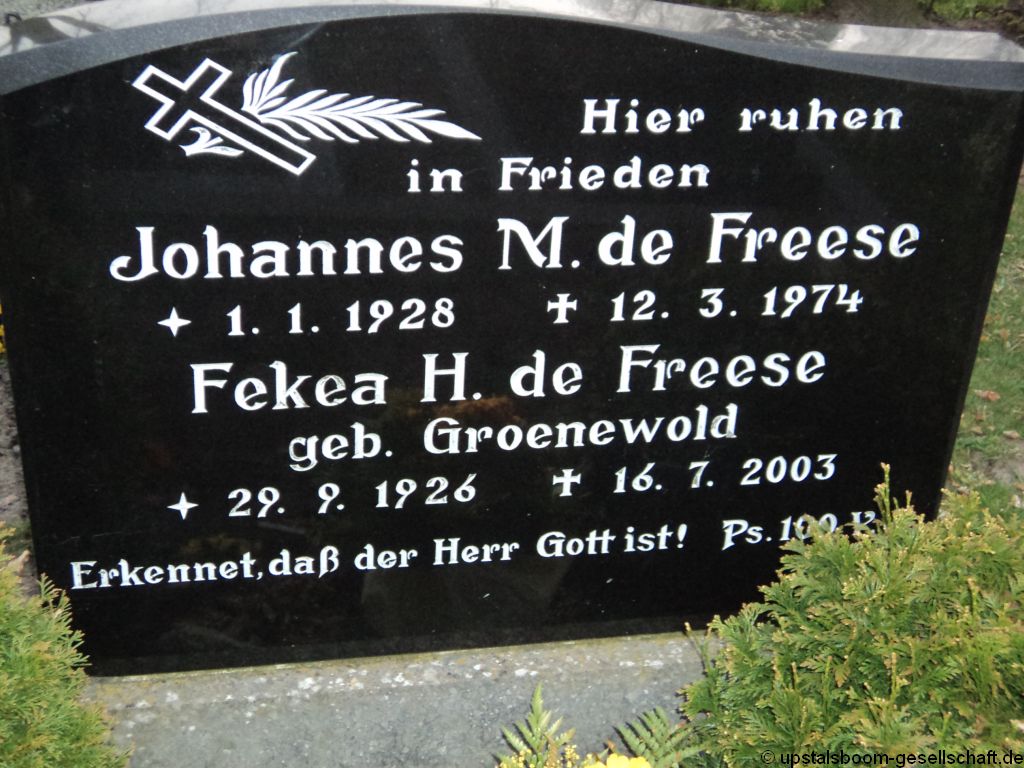 Hier ruhen
in Frieden
Johannes M. de Freese
✦ 1. 1. 1928 ✝ 12. 3. 1974
Fekea H. de Freese
geb. Groenewold
✦ 29. 9. 1926 ✝ 16. 7. 2003
Erkennet, daß der Herr Gott ist! Ps. 100
© upstalsboom-gesellschaft.de